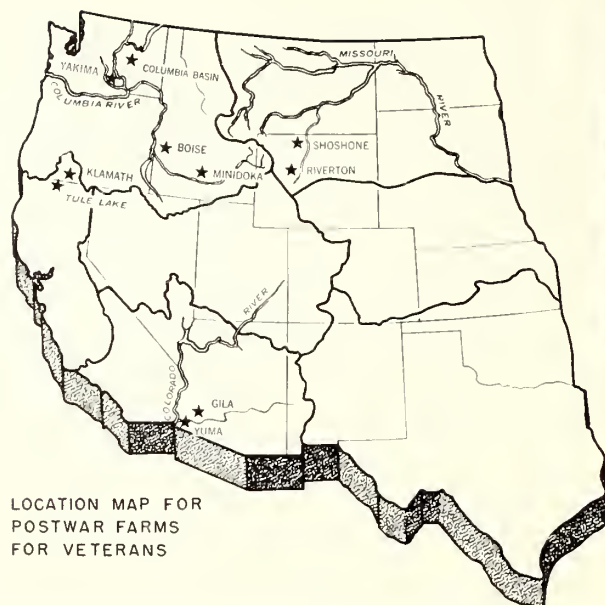 MISSOURI
RIVER
YAKIMA
COLUMBIA BASIN
COLUMBIA RIVER
BOISE
SHOSHONE
KLAMATH
MINIDOKA
RIVERTON
TULE LAKE
RIVER
COLORADO
GILA
YUMA
LOCATION MAP FOR
POSTWAR FARMS
FOR VETERANS